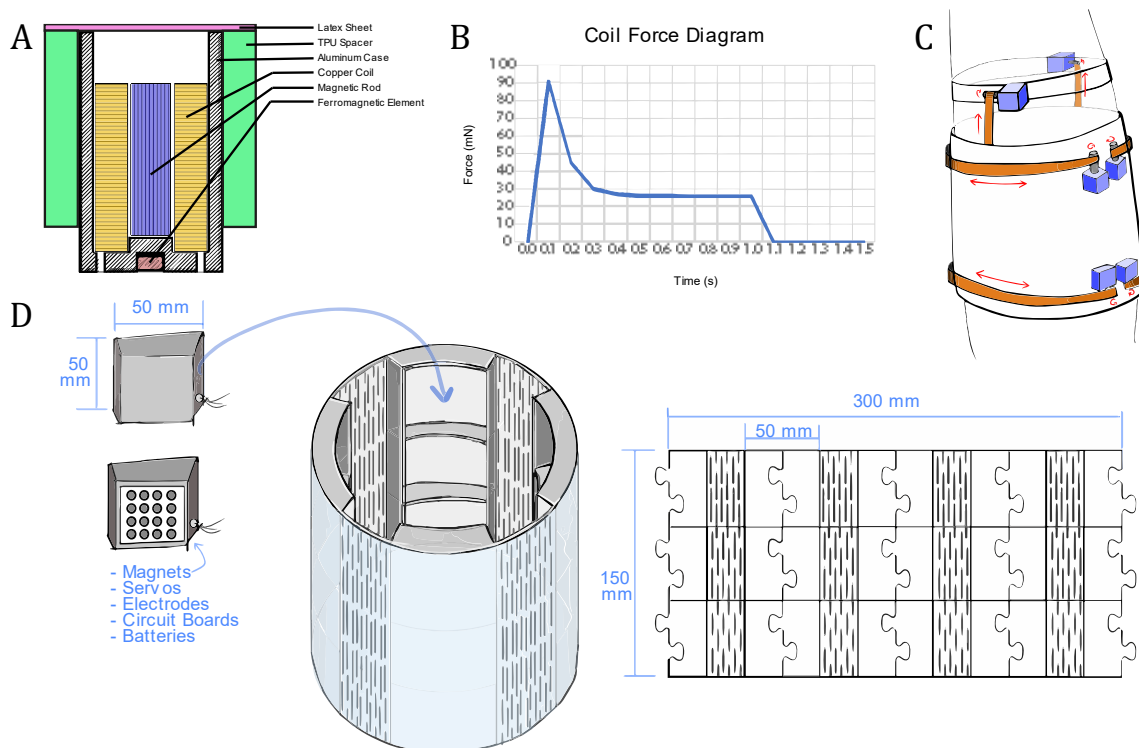 A
Latex Sheet
TPU Spacer
Aluminum Case
Copper Coil
Magnetic Rod
Ferromagnetic Element
B
Coil Force Diagram
100
90
80
70
60
50
40
30
20
10
0
Force (mN)
0.0 0.1 0.2 0.3 0.4 0.5 0.6 0.7 0.8 0.9 1.0 1.1 1.2 1.3 1.4 1.5
Time (s)
C
D
50 mm
50
mm
- Magnets
- Servos
- Electrodes
- Circuit Boards
- Batteries
300 mm
50 mm
150
mm